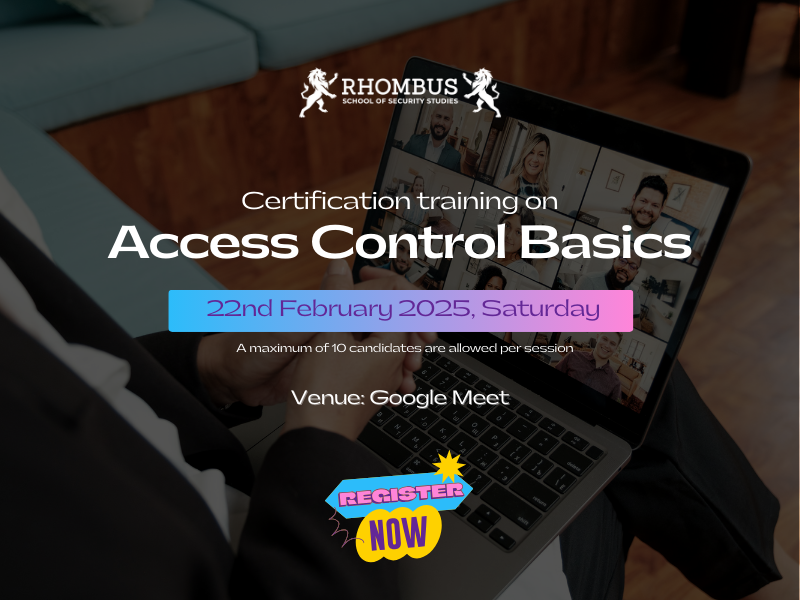 RHOMBUS
SCHOOL OF SECURITY STUDIES
Certification training on
Access Control Basics
22nd February 2025, Saturday
A maximum of 10 candidates are allowed per session
Venue: Google Meet
REGISTER
NOW